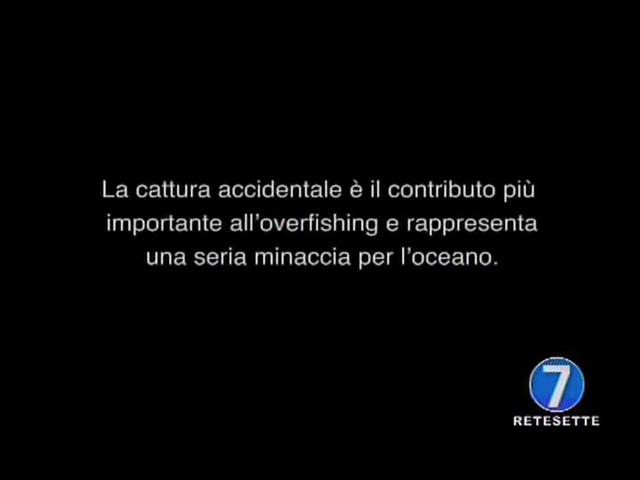 La cattura accidentale è il contributo più
importante all’overfishing e rappresenta
una seria minaccia per l’oceano.
7
RETESETTE